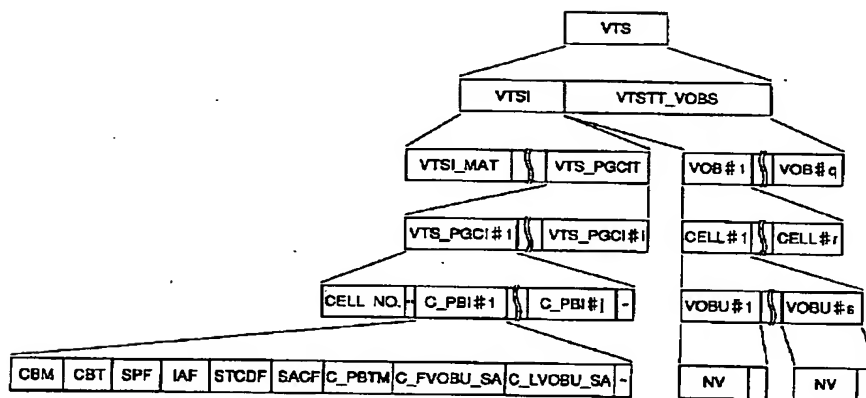 VTS
VTSI VTSTT_VOBS
VTSI_MAT VTS_PGCIT VOB#1 VOB#q
VTS_PGCI#1 VTS_PGCI#i CELL#1 CELL#r
CELL NO. C_PBI#1 C_PBI#j VOBU#1 VOBU#s
CBM CBT SPF IAF STCDF SACF C_PBTM C_FVOBU_SA C_LVOBU_SA NV NV